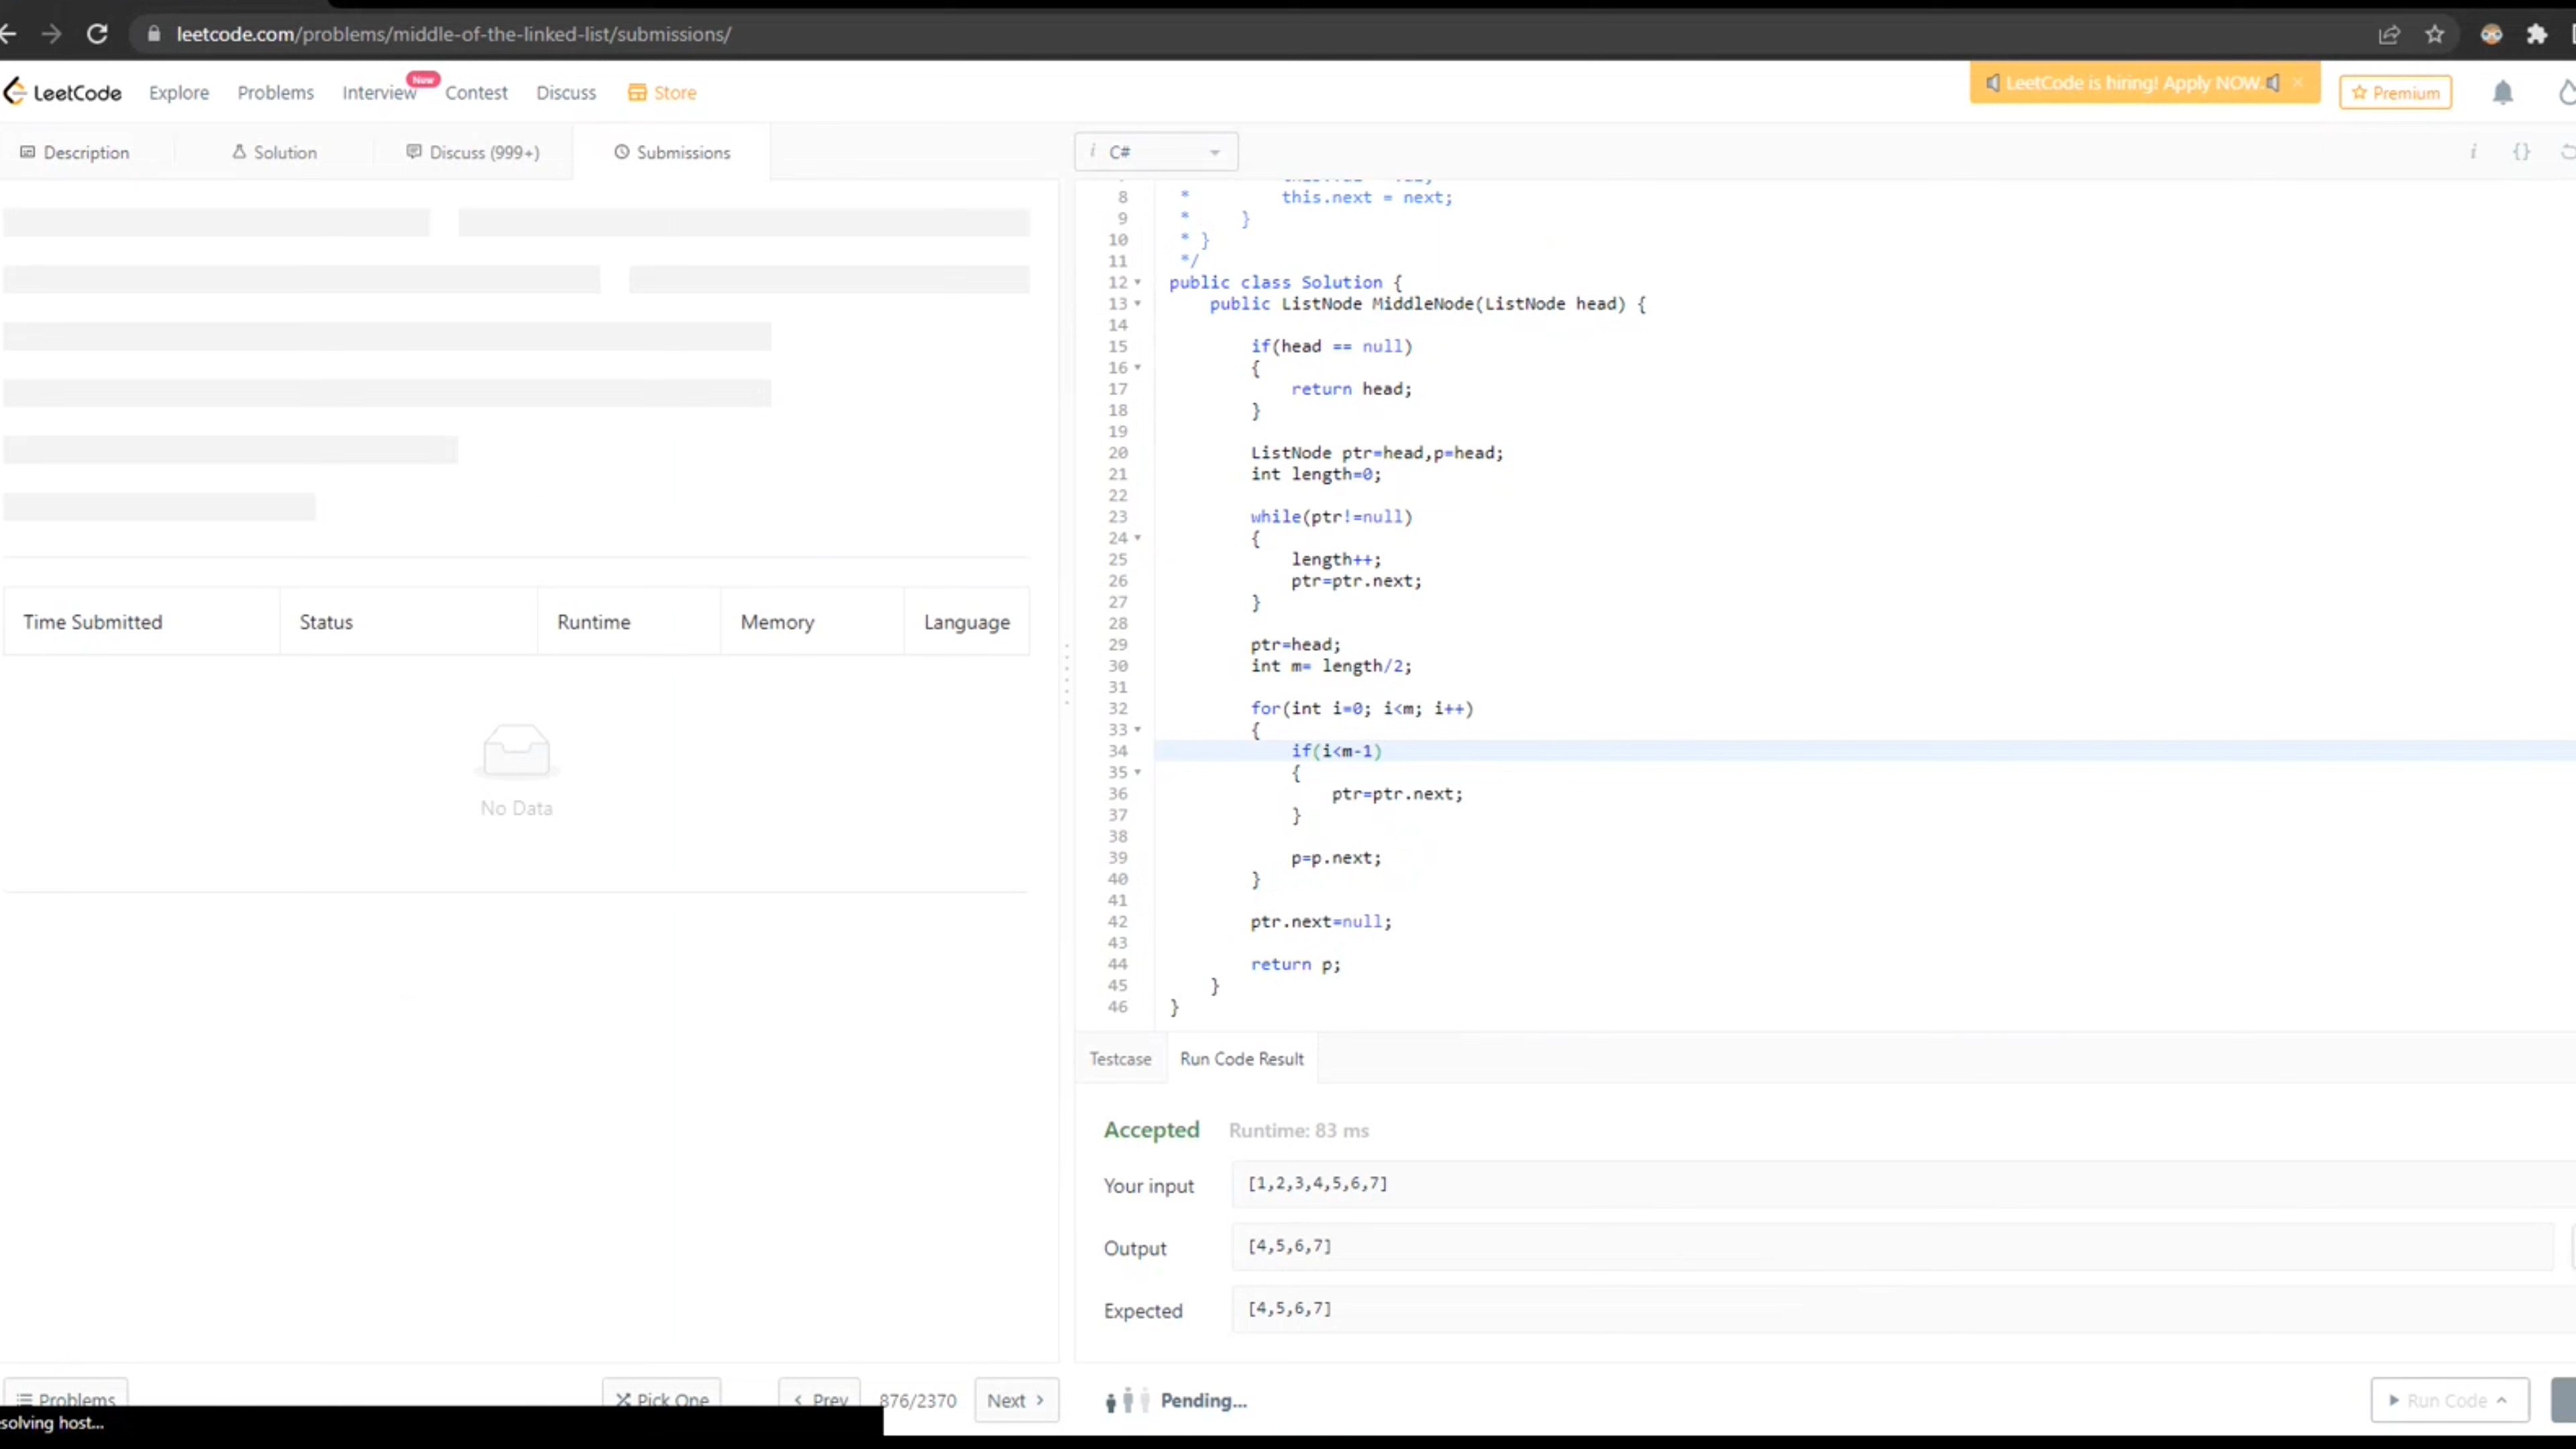 leetcode.com/problems/middle-of-the-linked-list/submissions/
LeetCode Explore Problems Interview New Contest Discuss Store
LeetCode is hiring! Apply NOW. Premium
Description Solution Discuss (999+) Submissions
i C#
i {}
8 * this.next = next;
9 * }
10 * }
11 */
12 public class Solution {
13 public ListNode MiddleNode(ListNode head) {
14
15 if(head == null)
16 {
17 return head;
18 }
19
20 ListNode ptr=head,p=head;
21 int length=0;
22
23 while(ptr!=null)
24 {
25 length++;
26 ptr=ptr.next;
27 }
28
29 ptr=head;
30 int m= length/2;
31
32 for(int i=0; i<m; i++)
33 {
34 if(i<m-1)
35 {
36 ptr=ptr.next;
37 }
38
39 p=p.next;
40 }
41
42 ptr.next=null;
43
44 return p;
45 }
46 }
Time Submitted Status Runtime Memory Language
No Data
Testcase Run Code Result
Accepted Runtime: 83 ms
Your input [1,2,3,4,5,6,7]
Output [4,5,6,7]
Expected [4,5,6,7]
Problems Pick One < Prev 876/2370 Next >
Pending...
Run Code
solving host...